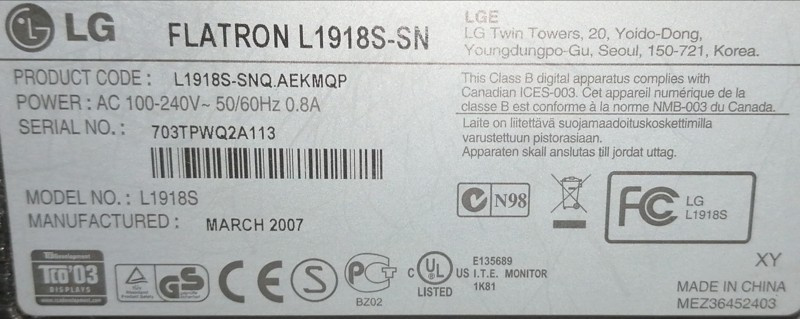 LG FLATRON L1918S-SN
LGE
LG Twin Towers, 20, Yoido-Dong,
Youngdungpo-Gu, Seoul, 150-721, Korea.
PRODUCT CODE : L1918S-SNQ.AEKMQP
POWER : AC 100-240V~ 50/60Hz 0.8A
SERIAL NO. : 703TPWQ2A113
This Class B digital apparatus complies with
Canadian ICES-003. Cet appareil numérique de la
classe B est conforme à la norme NMB-003 du Canada.
Laite on liitettävä suojamaadoituskoskettimilla
varustettuun pistorasiaan.
Apparaten skall anslutas till jordat uttag.
MODEL NO. : L1918S
MANUFACTURED : MARCH 2007
N98
FC
LG
L1918S
Development
TCO'03
DISPLAYS
GS
CE
S
PCT
BZ02
C UL US
LISTED
E135689
I.T.E. MONITOR
1K81
XY
MADE IN CHINA
MEZ36452403